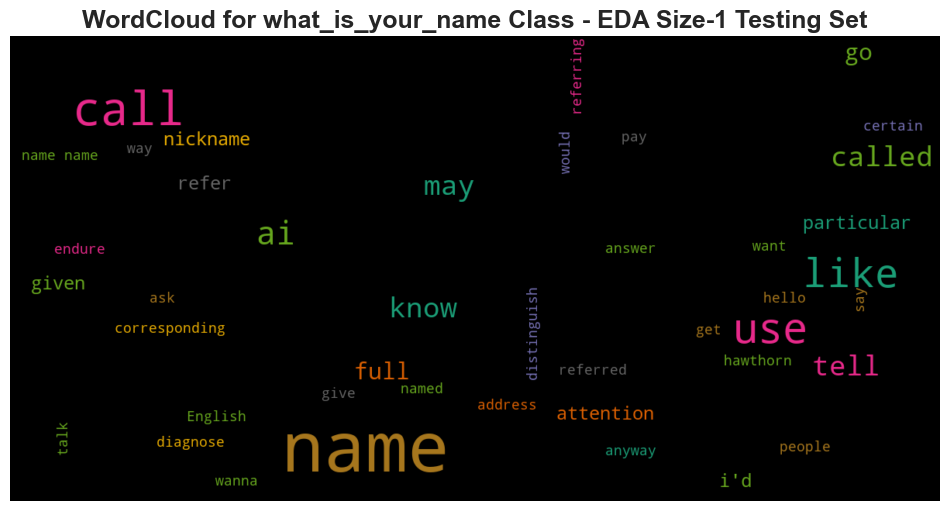 WordCloud for what_is_your_name Class - EDA Size-1 Testing Set
referring
go
call
certain
nickname
would
pay
way
name name
called
refer
may
particular
ai
endure
answer
want
like
given
ask
know
hello
say
distinguish
corresponding
get
use
hawthorn
tell
full
referred
give
named
address
attention
English
talk
diagnose
name
anyway
people
wanna
i'd